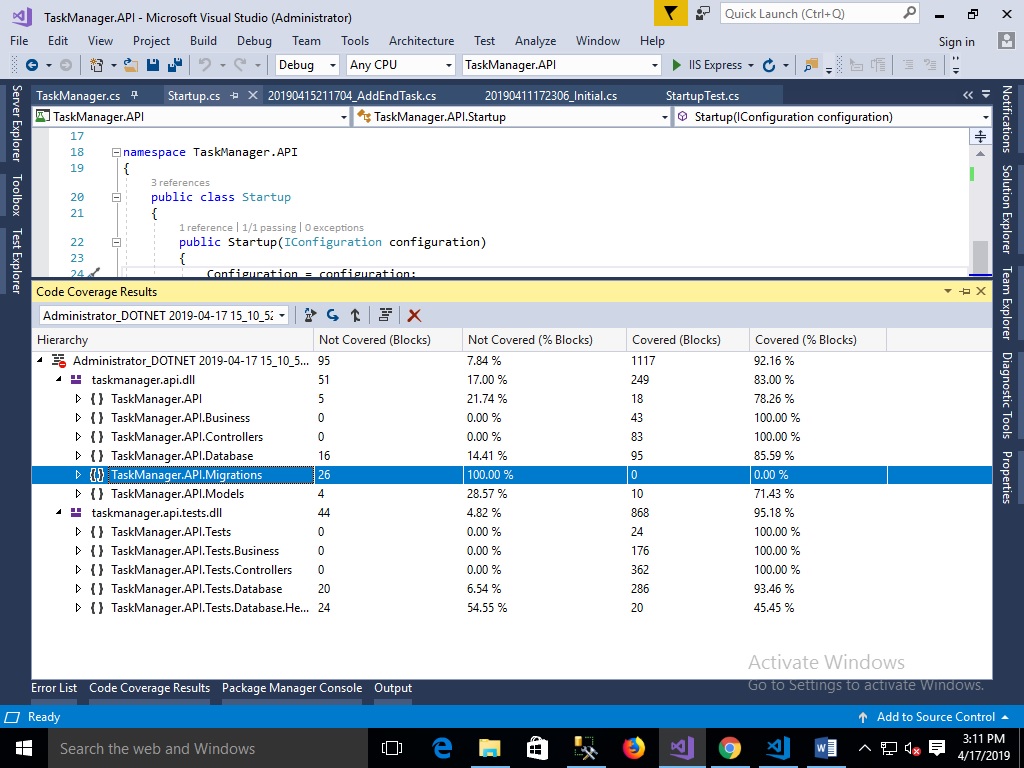 TaskManager.API - Microsoft Visual Studio (Administrator)
Quick Launch (Ctrl+Q)
File Edit View Project Build Debug Team Tools Architecture Test Analyze Window Help
Sign in
Debug Any CPU TaskManager.API IIS Express
TaskManager.cs Startup.cs 20190415211704_AddEndTask.cs 20190411172306_Initial.cs StartupTest.cs
TaskManager.API TaskManager.API.Startup Startup(IConfiguration configuration)
17
18 namespace TaskManager.API
19 {
3 references
20 public class Startup
21 {
1 reference | 1/1 passing | 0 exceptions
22 public Startup(IConfiguration configuration)
23 {
24 Configuration = configuration;
Server Explorer
Toolbox
Test Explorer
Notifications
Solution Explorer
Team Explorer
Diagnostic Tools
Properties
Code Coverage Results
Administrator_DOTNET 2019-04-17 15_10_52
Hierarchy Not Covered (Blocks) Not Covered (% Blocks) Covered (Blocks) Covered (% Blocks)
Administrator_DOTNET 2019-04-17 15_10_5... 95 7.84 % 1117 92.16 %
taskmanager.api.dll 51 17.00 % 249 83.00 %
{ } TaskManager.API 5 21.74 % 18 78.26 %
{ } TaskManager.API.Business 0 0.00 % 43 100.00 %
{ } TaskManager.API.Controllers 0 0.00 % 83 100.00 %
{ } TaskManager.API.Database 16 14.41 % 95 85.59 %
{ } TaskManager.API.Migrations 26 100.00 % 0 0.00 %
{ } TaskManager.API.Models 4 28.57 % 10 71.43 %
taskmanager.api.tests.dll 44 4.82 % 868 95.18 %
{ } TaskManager.API.Tests 0 0.00 % 24 100.00 %
{ } TaskManager.API.Tests.Business 0 0.00 % 176 100.00 %
{ } TaskManager.API.Tests.Controllers 0 0.00 % 362 100.00 %
{ } TaskManager.API.Tests.Database 20 6.54 % 286 93.46 %
{ } TaskManager.API.Tests.Database.He... 24 54.55 % 20 45.45 %
Activate Windows
Go to Settings to activate Windows.
Error List Code Coverage Results Package Manager Console Output
Ready Add to Source Control
Search the web and Windows
3:11 PM
4/17/2019